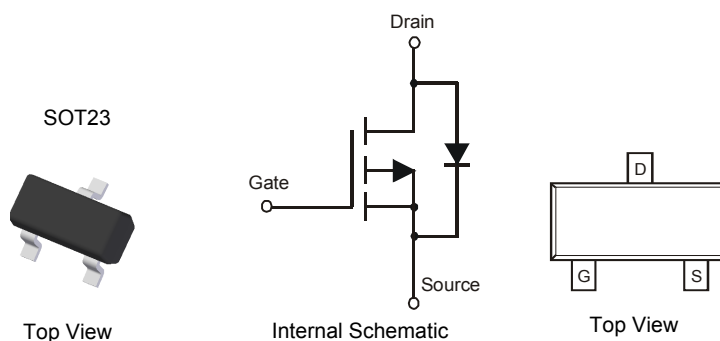 Drain
SOT23
Gate
D
G
S
Source
Top View
Internal Schematic
Top View